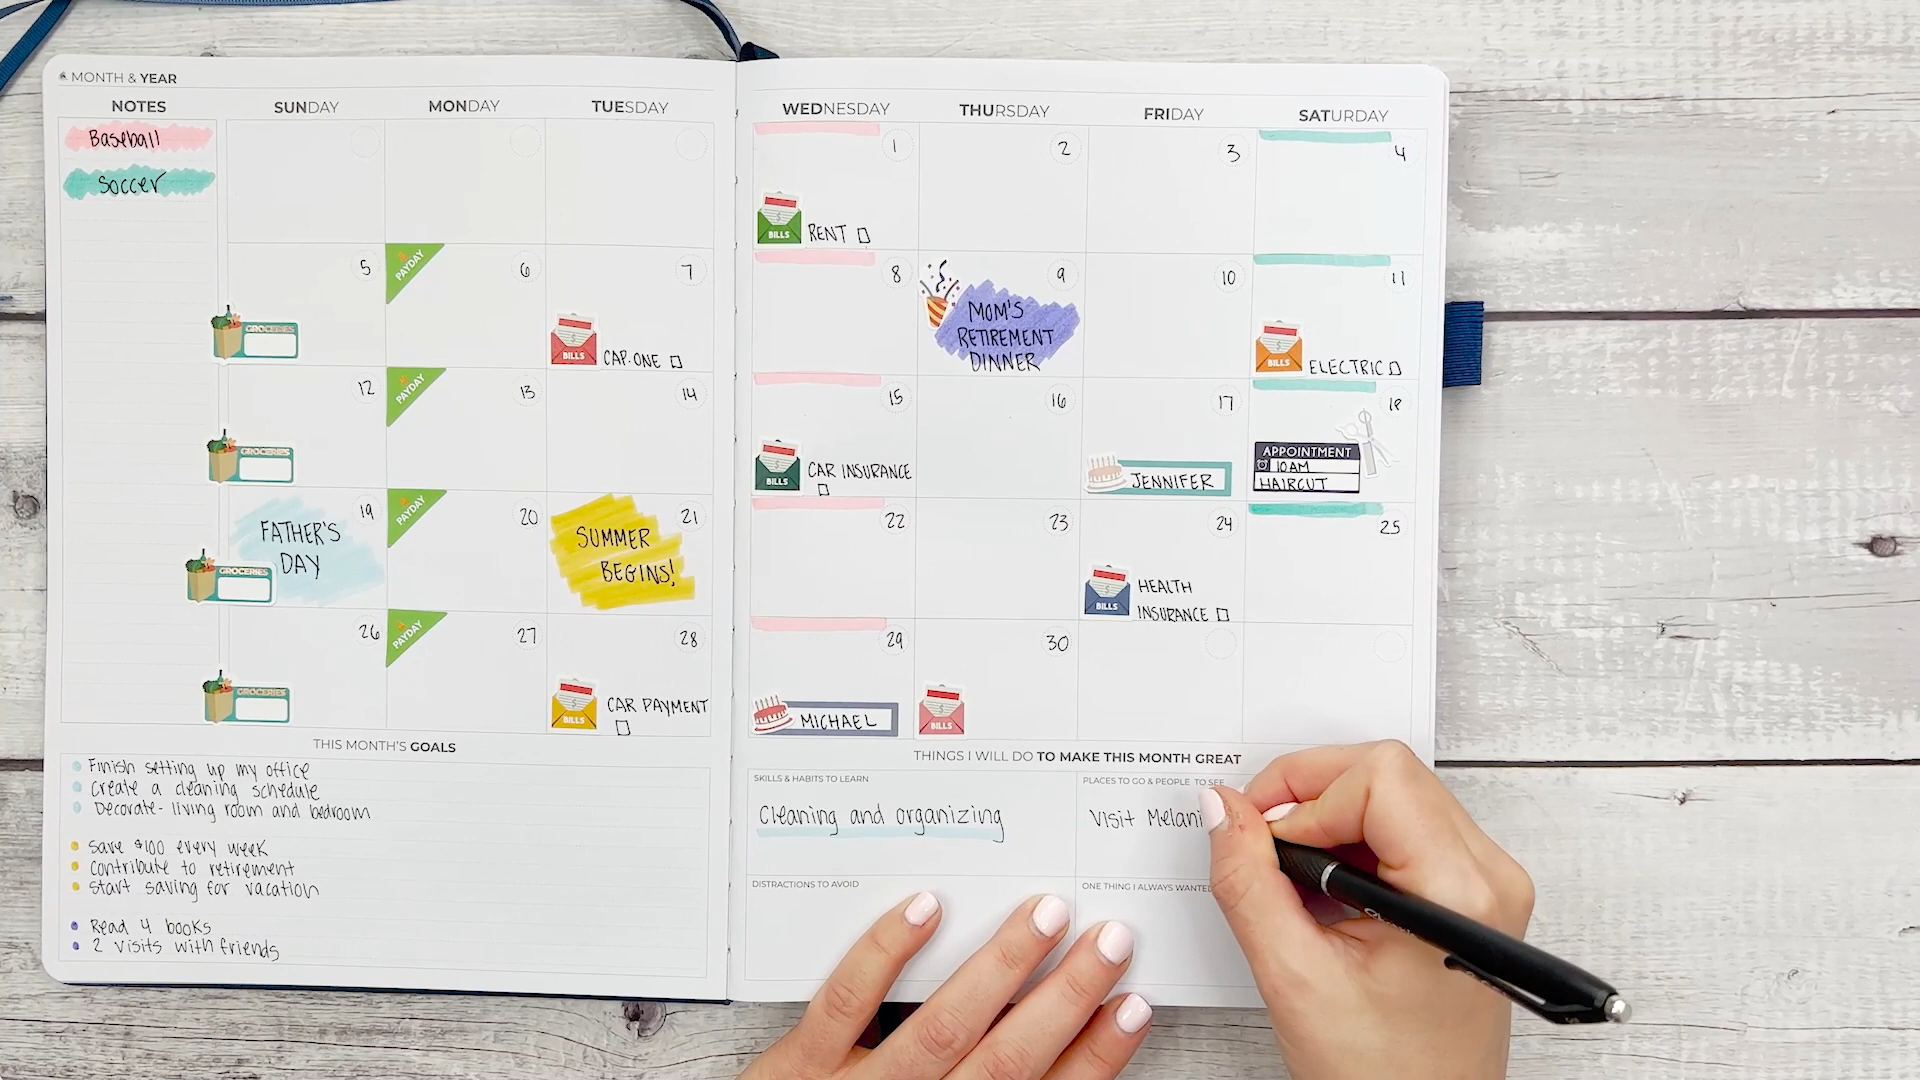 MONTH & YEAR
NOTES
SUNDAY
MONDAY
TUESDAY
WEDNESDAY
THURSDAY
FRIDAY
SATURDAY
Baseball
Soccer
1
BILLS
RENT
2
3
4
5
GROCERIES
PAYDAY
6
7
BILLS
CAP.ONE
8
9
MOM'S
RETIREMENT
DINNER
10
11
BILLS
ELECTRIC
12
GROCERIES
PAYDAY
13
14
15
BILLS
CAR INSURANCE
16
17
JENNIFER
18
APPOINTMENT
10AM
HAIRCUT
19
FATHER'S
DAY
GROCERIES
PAYDAY
20
21
SUMMER
BEGINS!
22
23
24
BILLS
HEALTH
INSURANCE
25
26
GROCERIES
PAYDAY
27
28
BILLS
CAR PAYMENT
29
MICHAEL
30
BILLS
THIS MONTH'S GOALS
Finish setting up my office
Create a cleaning schedule
Decorate- living room and bedroom
Save $100 every week
Contribute to retirement
Start saving for vacation
Read 4 books
2 visits with friends
THINGS I WILL DO TO MAKE THIS MONTH GREAT
SKILLS & HABITS TO LEARN
Cleaning and organizing
PLACES TO GO & PEOPLE TO SEE
Visit Melani
DISTRACTIONS TO AVOID
ONE THING I ALWAYS WANTED